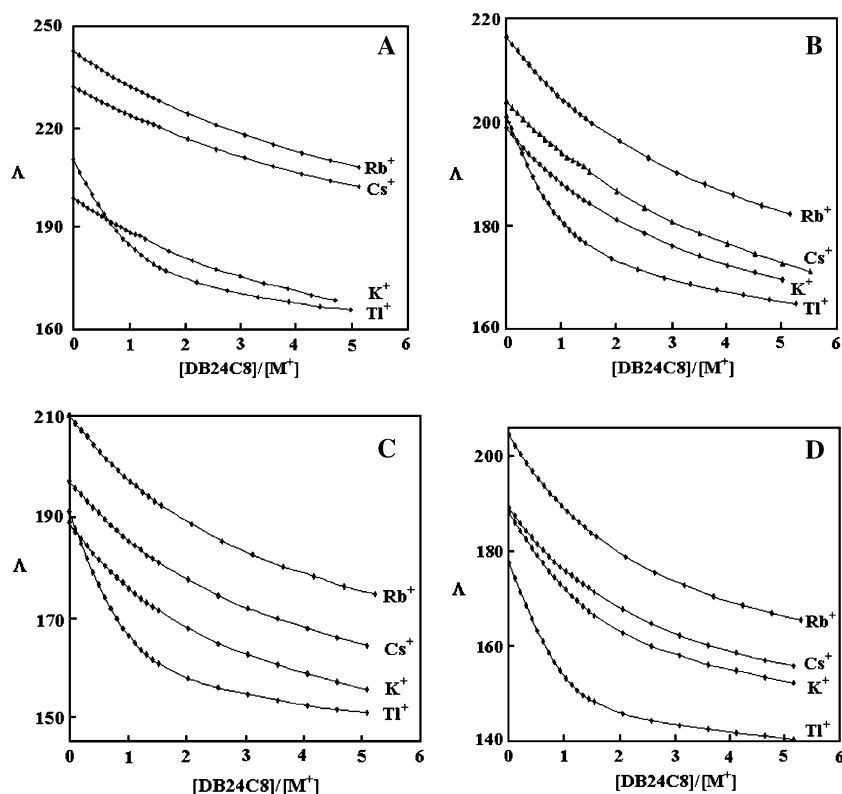 A
250
220
190
160
Λ
Rb⁺
Cs⁺
K⁺
Tl⁺
0 1 2 3 4 5 6
[DB24C8]/[M⁺]
B
220
200
180
160
Λ
Rb⁺
Cs⁺
K⁺
Tl⁺
0 1 2 3 4 5 6
[DB24C8]/[M⁺]
C
210
190
170
150
Λ
Rb⁺
Cs⁺
K⁺
Tl⁺
0 1 2 3 4 5 6
[DB24C8]/[M⁺]
D
200
180
160
140
Λ
Rb⁺
Cs⁺
K⁺
Tl⁺
0 1 2 3 4 5 6
[DB24C8]/[M⁺]